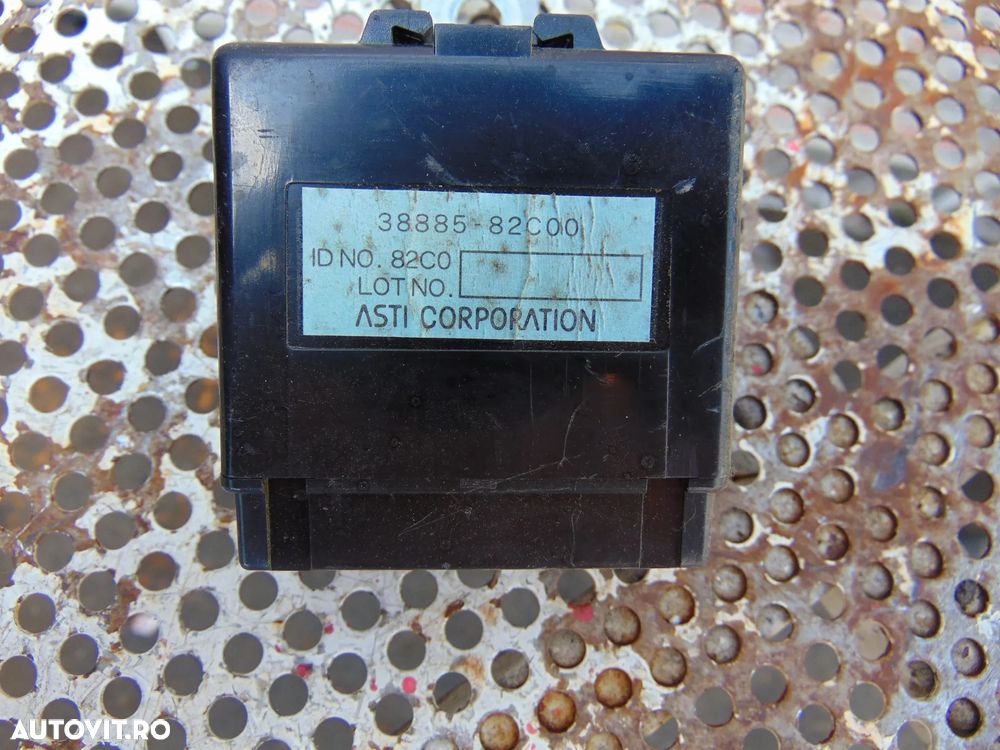 38885-82C00
ID NO. 82C0
LOT NO.
ASTI CORPORATION
AUTOVIT.RO